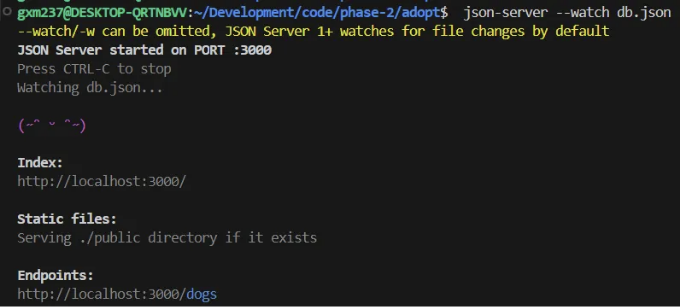 gxm237@DESKTOP-QRTNBVV:~/Development/code/phase-2/adopt$ json-server --watch db.json
--watch/-w can be omitted, JSON Server 1+ watches for file changes by default
JSON Server started on PORT :3000
Press CTRL-C to stop
Watching db.json...
(˶ᵔ ᵕ ᵔ˶)
Index:
http://localhost:3000/
Static files:
Serving ./public directory if it exists
Endpoints:
http://localhost:3000/dogs